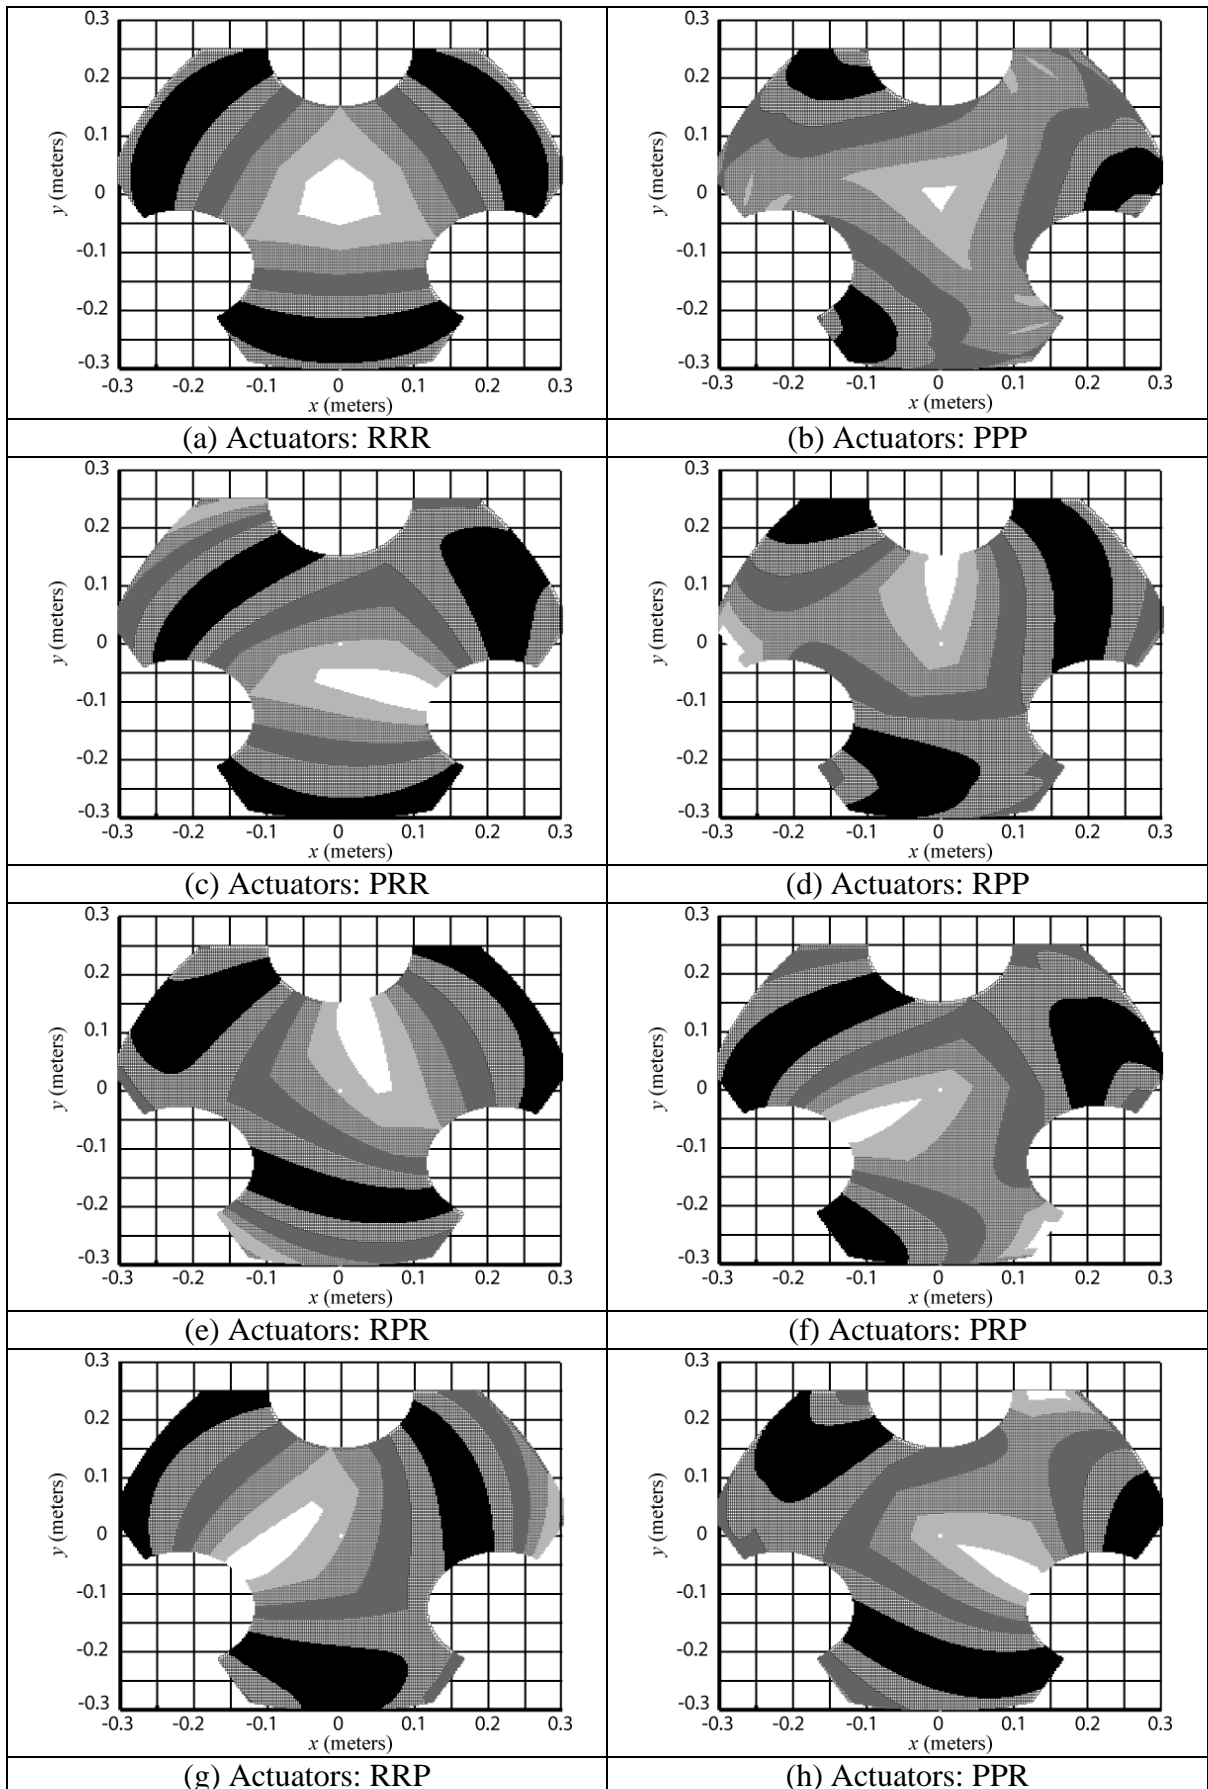 0.3
0.2
0.1
0
-0.1
-0.2
-0.3
y (meters)
-0.3 -0.2 -0.1 0 0.1 0.2 0.3
x (meters)
(a) Actuators: RRR
0.3
0.2
0.1
0
-0.1
-0.2
-0.3
y (meters)
-0.3 -0.2 -0.1 0 0.1 0.2 0.3
x (meters)
(b) Actuators: PPP
0.3
0.2
0.1
0
-0.1
-0.2
-0.3
y (meters)
-0.3 -0.2 -0.1 0 0.1 0.2 0.3
x (meters)
(c) Actuators: PRR
0.3
0.2
0.1
0
-0.1
-0.2
-0.3
y (meters)
-0.3 -0.2 -0.1 0 0.1 0.2 0.3
x (meters)
(d) Actuators: RPP
0.3
0.2
0.1
0
-0.1
-0.2
-0.3
y (meters)
-0.3 -0.2 -0.1 0 0.1 0.2 0.3
x (meters)
(e) Actuators: RPR
0.3
0.2
0.1
0
-0.1
-0.2
-0.3
y (meters)
-0.3 -0.2 -0.1 0 0.1 0.2 0.3
x (meters)
(f) Actuators: PRP
0.3
0.2
0.1
0
-0.1
-0.2
-0.3
y (meters)
-0.3 -0.2 -0.1 0 0.1 0.2 0.3
x (meters)
(g) Actuators: RRP
0.3
0.2
0.1
0
-0.1
-0.2
-0.3
y (meters)
-0.3 -0.2 -0.1 0 0.1 0.2 0.3
x (meters)
(h) Actuators: PPR